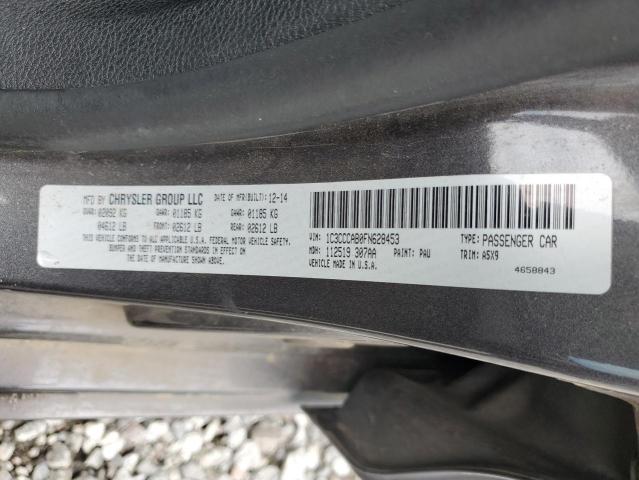 MFD BY CHRYSLER GROUP LLC DATE OF MFR(BUILT): 12-14
GVWR: 02092 KG GAWR: 01185 KG GAWR: 01185 KG
04612 LB FRONT: 02612 LB REAR: 02612 LB
THIS VEHICLE CONFORMS TO ALL APPLICABLE U.S.A. FEDERAL MOTOR VEHICLE SAFETY,
BUMPER AND THEFT PREVENTION STANDARDS IN EFFECT ON
THE DATE OF MANUFACTURE SHOWN ABOVE.
VIN: 1C3CCCAB0FN628453 TYPE: PASSENGER CAR
MDH: 112519 307AA PAINT: PAU TRIM: A5X9
VEHICLE MADE IN U.S.A.
4658843